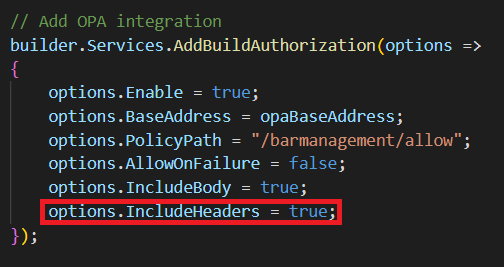 // Add OPA integration
builder.Services.AddBuildAuthorization(options =>
{
    options.Enable = true;
    options.BaseAddress = opaBaseAddress;
    options.PolicyPath = "/barmanagement/allow";
    options.AllowOnFailure = false;
    options.IncludeBody = true;
    options.IncludeHeaders = true;
});